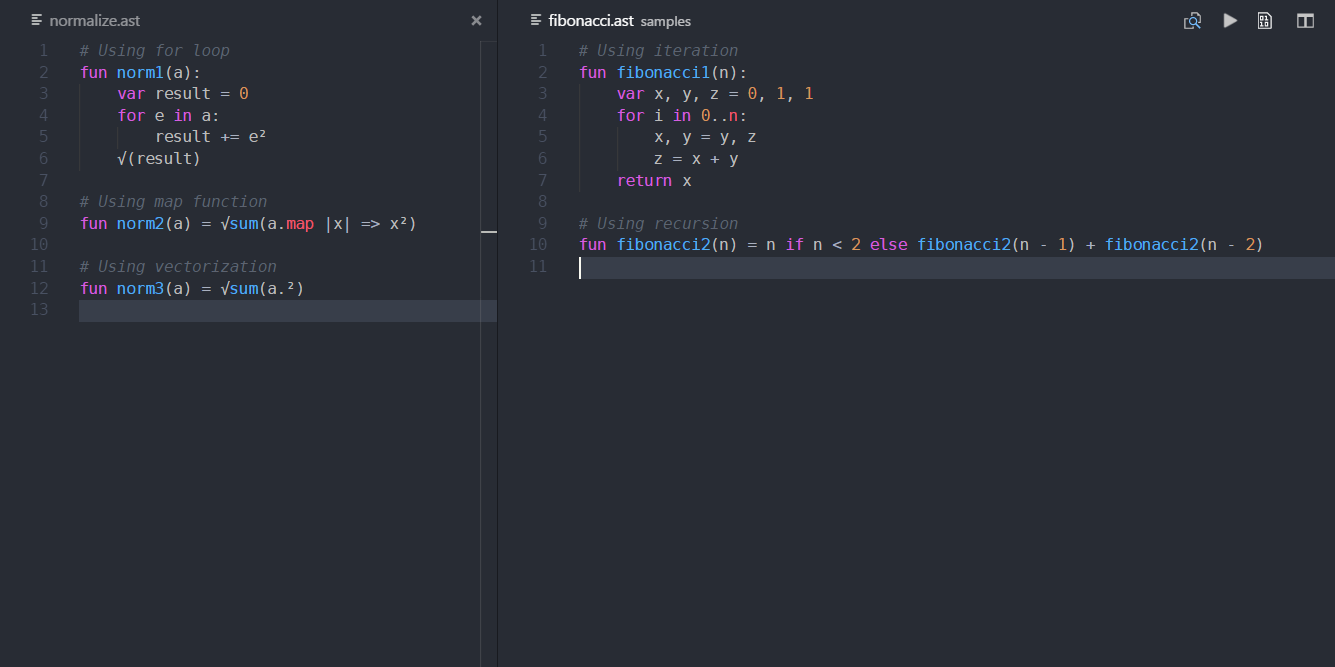 normalize.ast
1 # Using for loop
2 fun norm1(a):
3     var result = 0
4     for e in a:
5         result += e²
6     √(result)
7
8 # Using map function
9 fun norm2(a) = √sum(a.map |x| => x²)
10
11 # Using vectorization
12 fun norm3(a) = √sum(a.²)
13
fibonacci.ast samples
1 # Using iteration
2 fun fibonacci1(n):
3     var x, y, z = 0, 1, 1
4     for i in 0..n:
5         x, y = y, z
6         z = x + y
7     return x
8
9 # Using recursion
10 fun fibonacci2(n) = n if n < 2 else fibonacci2(n - 1) + fibonacci2(n - 2)
11